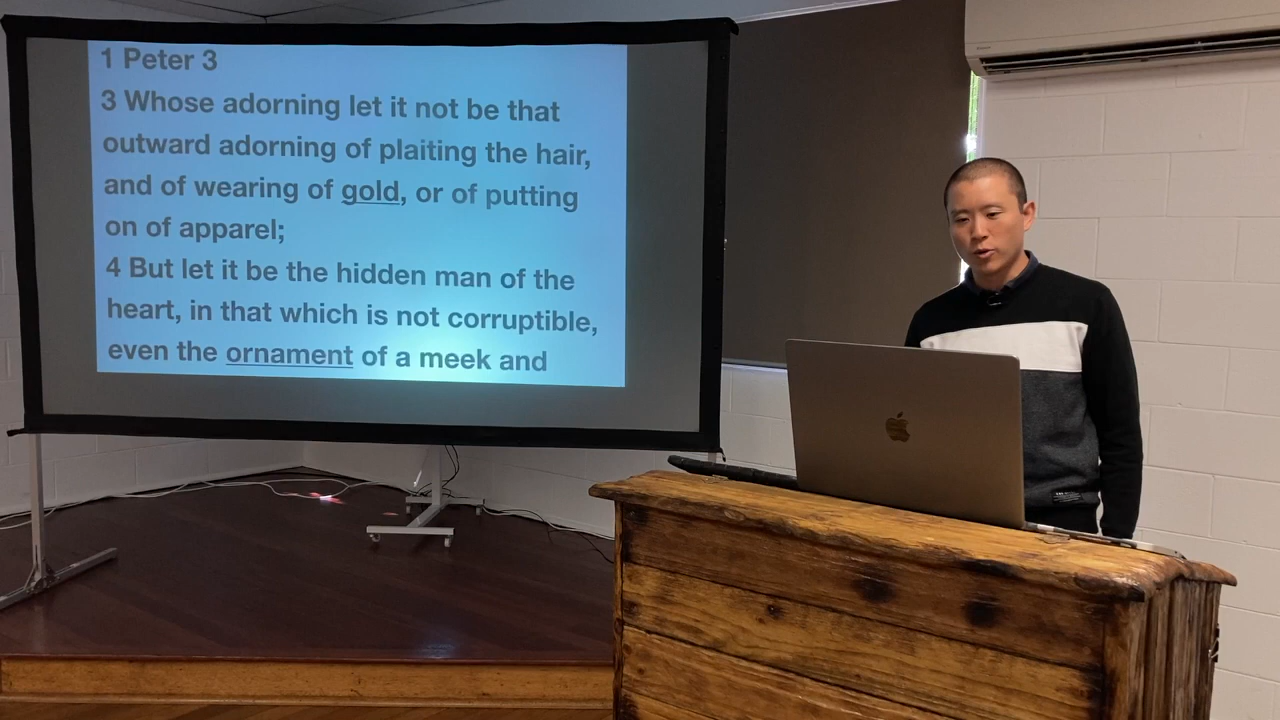 1 Peter 3
3 Whose adorning let it not be that
outward adorning of plaiting the hair,
and of wearing of gold, or of putting
on of apparel;
4 But let it be the hidden man of the
heart, in that which is not corruptible,
even the ornament of a meek and